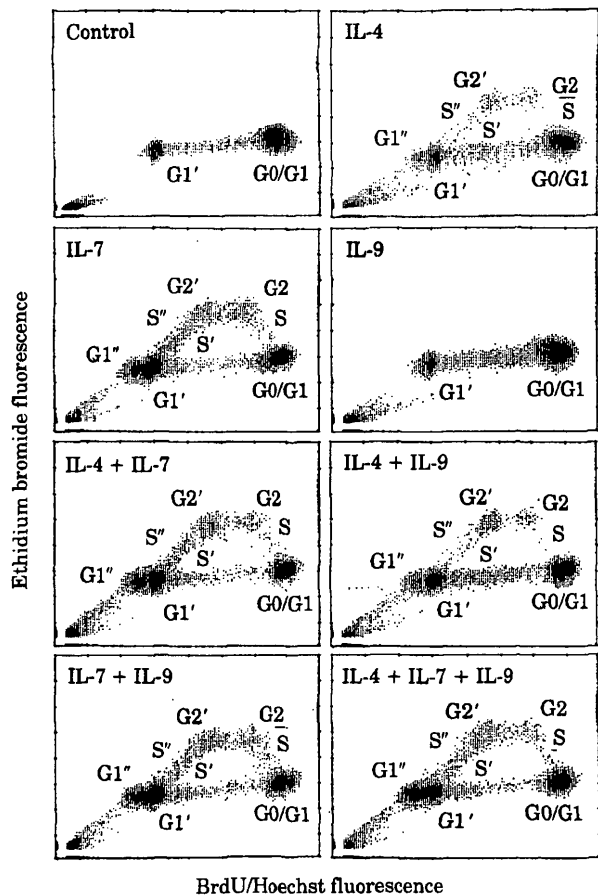 Control
G1'
G0/G1
IL-4
G2'
G2
S"
S'
S
G1"
G1'
G0/G1
IL-7
G2'
G2
S"
S'
S
G1"
G1'
G0/G1
IL-9
G1'
G0/G1
IL-4 + IL-7
G2'
G2
S"
S'
S
G1"
G1'
G0/G1
IL-4 + IL-9
G2'
G2
S"
S'
S
G1"
G1'
G0/G1
IL-7 + IL-9
G2'
G2
S"
S'
S
G1"
G1'
G0/G1
IL-4 + IL-7 + IL-9
G2'
G2
S"
S'
S
G1"
G1'
G0/G1
Ethidium bromide fluorescence
BrdU/Hoechst fluorescence